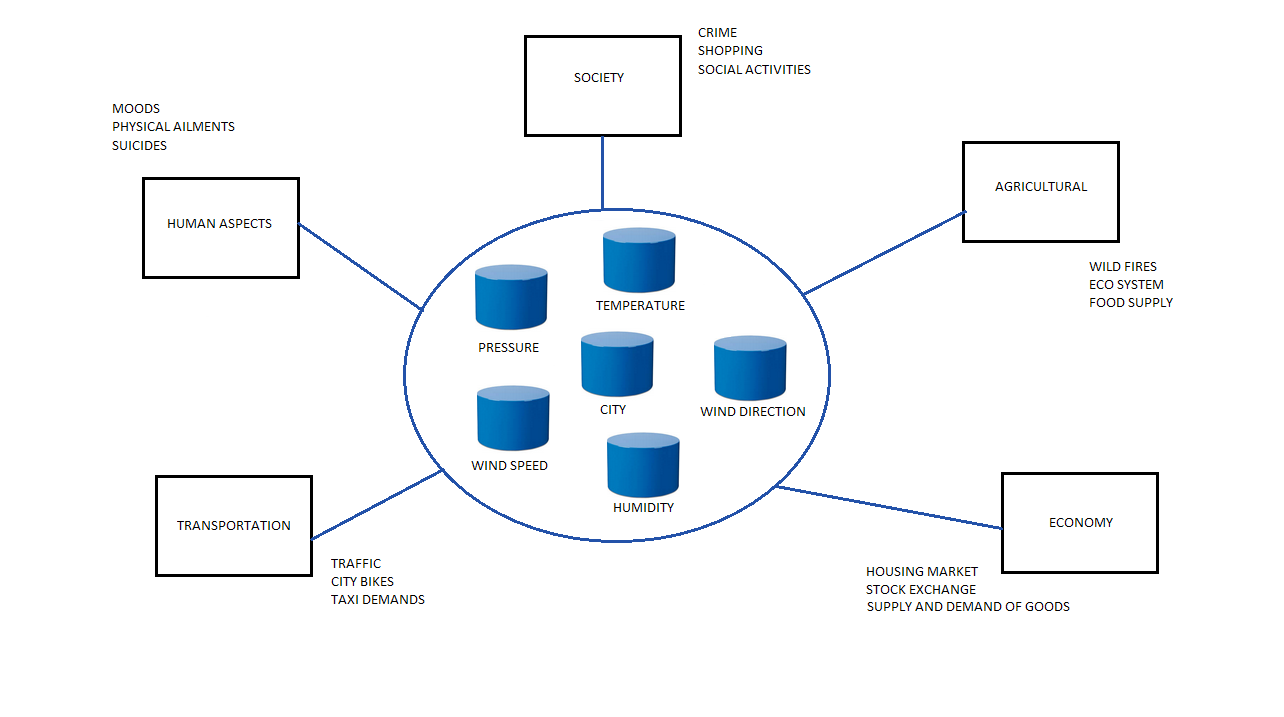 CRIME
SHOPPING
SOCIAL ACTIVITIES
SOCIETY
MOODS
PHYSICAL AILMENTS
SUICIDES
HUMAN ASPECTS
AGRICULTURAL
WILD FIRES
ECO SYSTEM
FOOD SUPPLY
TEMPERATURE
PRESSURE
CITY
WIND DIRECTION
WIND SPEED
HUMIDITY
TRANSPORTATION
TRAFFIC
CITY BIKES
TAXI DEMANDS
ECONOMY
HOUSING MARKET
STOCK EXCHANGE
SUPPLY AND DEMAND OF GOODS